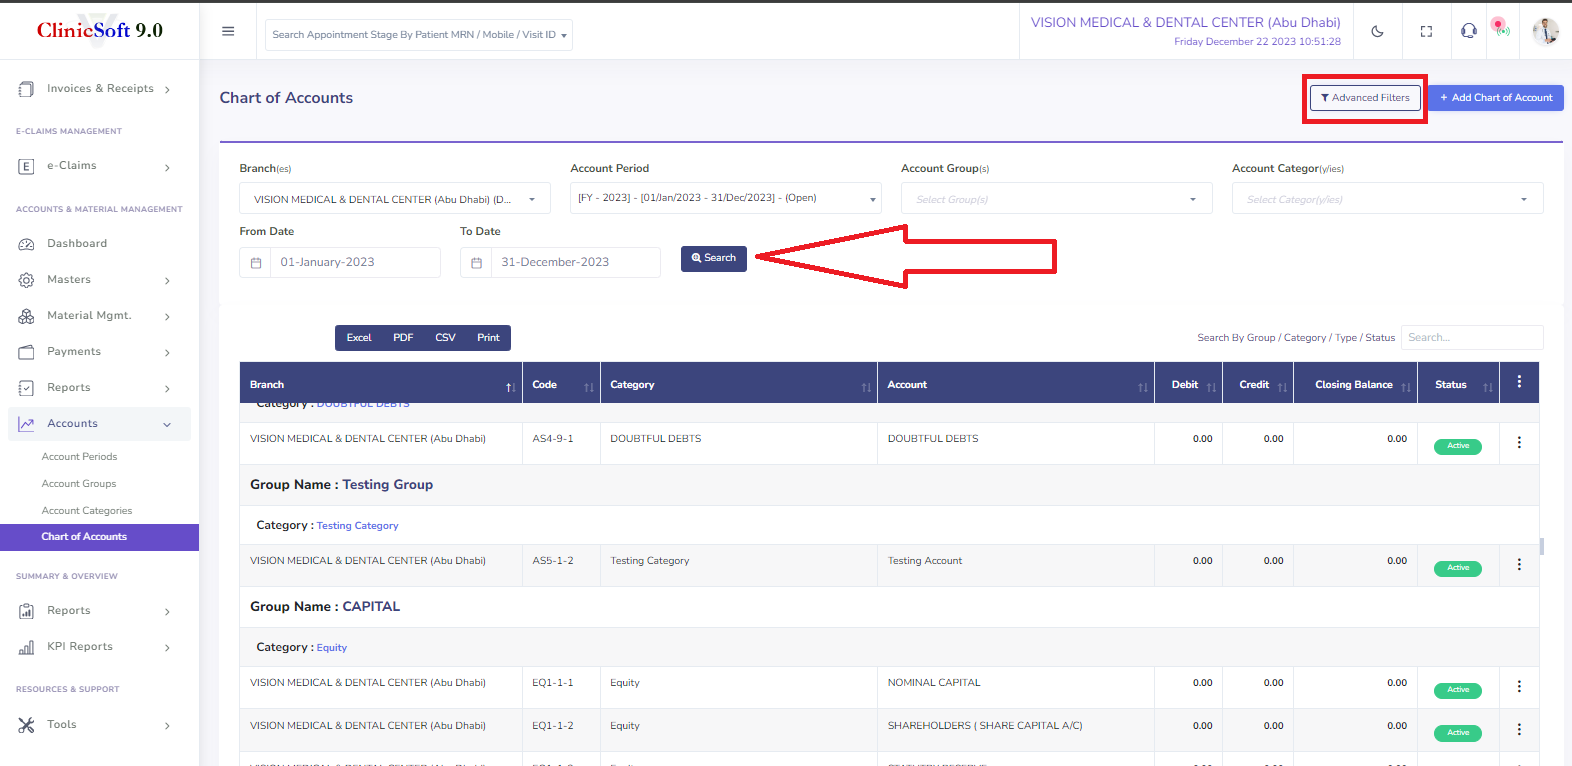 ClinicSoft 9.0
Search Appointment Stage By Patient MRN / Mobile / Visit ID
VISION MEDICAL & DENTAL CENTER (Abu Dhabi)
Friday December 22 2023 10:51:28
Invoices & Receipts
E-CLAIMS MANAGEMENT
E e-Claims
ACCOUNTS & MATERIAL MANAGEMENT
Dashboard
Masters
Material Mgmt.
Payments
Reports
Accounts
Account Periods
Account Groups
Account Categories
Chart of Accounts
SUMMARY & OVERVIEW
Reports
KPI Reports
RESOURCES & SUPPORT
Tools
Chart of Accounts
Advanced Filters
+ Add Chart of Account
Branch(es) Account Period Account Group(s) Account Categor(y/ies)
VISION MEDICAL & DENTAL CENTER (Abu Dhabi) (D... [FY - 2023] - [01/Jan/2023 - 31/Dec/2023] - (Open) Select Group(s) Select Categor(y/ies)
From Date To Date
01-January-2023 31-December-2023 Search
Excel PDF CSV Print
Search By Group / Category / Type / Status Search...
Branch Code Category Account Debit Credit Closing Balance Status
Category : DOUBTFUL DEBTS
VISION MEDICAL & DENTAL CENTER (Abu Dhabi) AS4-9-1 DOUBTFUL DEBTS DOUBTFUL DEBTS 0.00 0.00 0.00 Active
Group Name : Testing Group
Category : Testing Category
VISION MEDICAL & DENTAL CENTER (Abu Dhabi) AS5-1-2 Testing Category Testing Account 0.00 0.00 0.00 Active
Group Name : CAPITAL
Category : Equity
VISION MEDICAL & DENTAL CENTER (Abu Dhabi) EQ1-1-1 Equity NOMINAL CAPITAL 0.00 0.00 0.00 Active
VISION MEDICAL & DENTAL CENTER (Abu Dhabi) EQ1-1-2 Equity SHAREHOLDERS ( SHARE CAPITAL A/C) 0.00 0.00 0.00 Active